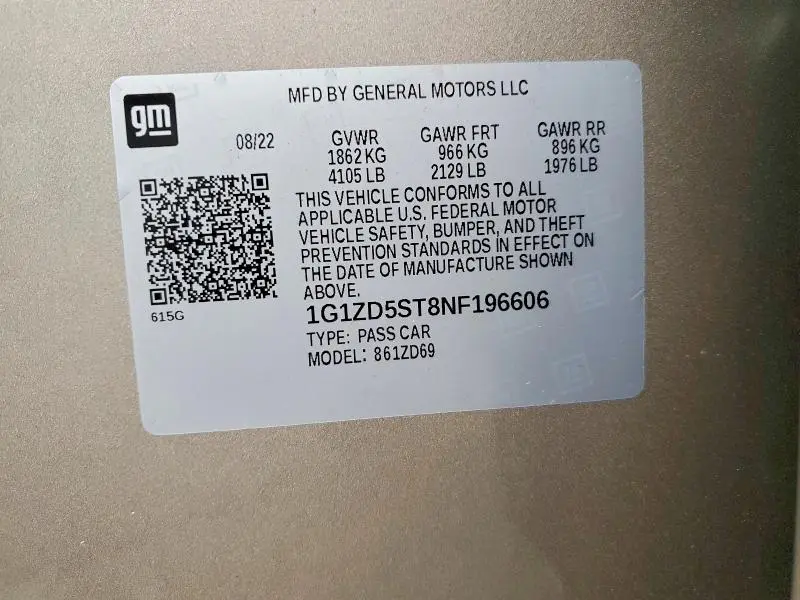 gm
MFD BY GENERAL MOTORS LLC
08/22
GVWR
1862 KG
4105 LB
GAWR FRT
966 KG
2129 LB
GAWR RR
896 KG
1976 LB
THIS VEHICLE CONFORMS TO ALL
APPLICABLE U.S. FEDERAL MOTOR
VEHICLE SAFETY, BUMPER, AND THEFT
PREVENTION STANDARDS IN EFFECT ON
THE DATE OF MANUFACTURE SHOWN
ABOVE.
615G
1G1ZD5ST8NF196606
TYPE: PASS CAR
MODEL: 861ZD69